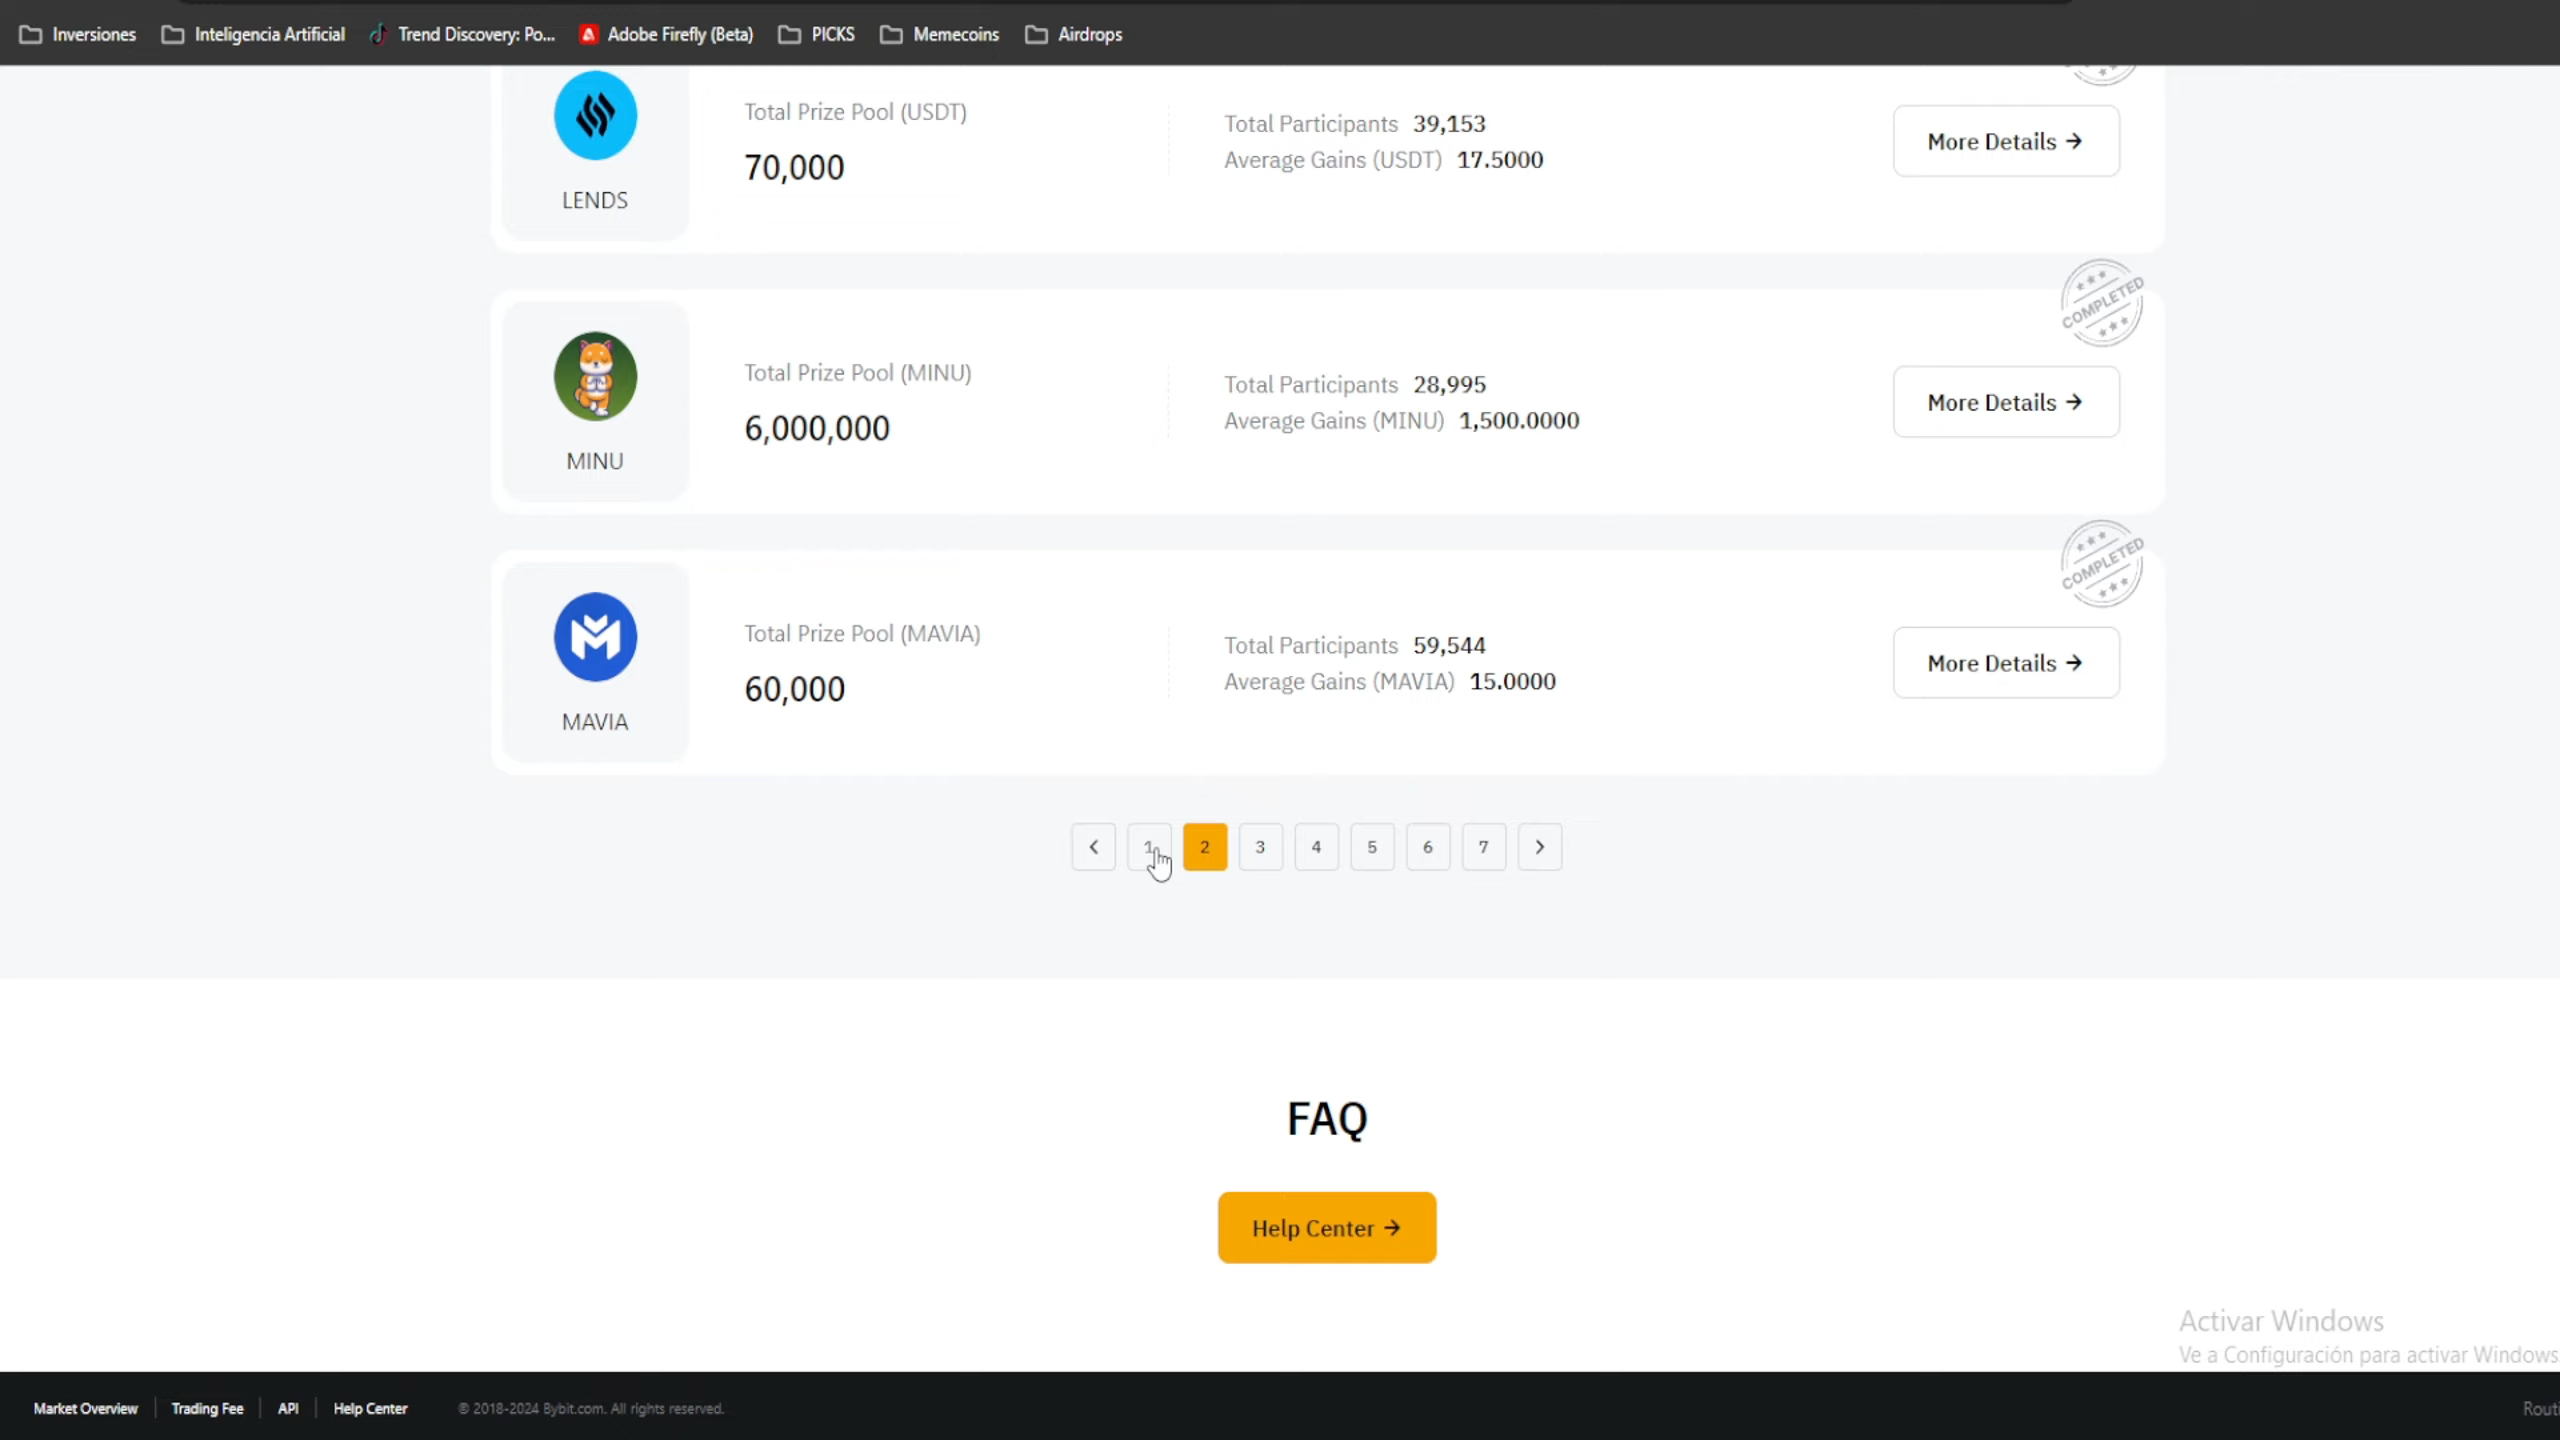 Inversiones Inteligencia Artificial Trend Discovery: Po... Adobe Firefly (Beta) PICKS Memecoins Airdrops
Total Prize Pool (USDT)
70,000
LENDS
Total Participants 39,153
Average Gains (USDT) 17.5000
More Details →
COMPLETED
Total Prize Pool (MINU)
6,000,000
MINU
Total Participants 28,995
Average Gains (MINU) 1,500.0000
More Details →
COMPLETED
Total Prize Pool (MAVIA)
60,000
MAVIA
Total Participants 59,544
Average Gains (MAVIA) 15.0000
More Details →
< 1 2 3 4 5 6 7 >
FAQ
Help Center →
Activar Windows
Ve a Configuración para activar Windows
Market Overview | Trading Fee | API | Help Center © 2018-2024 Bybit.com. All rights reserved.